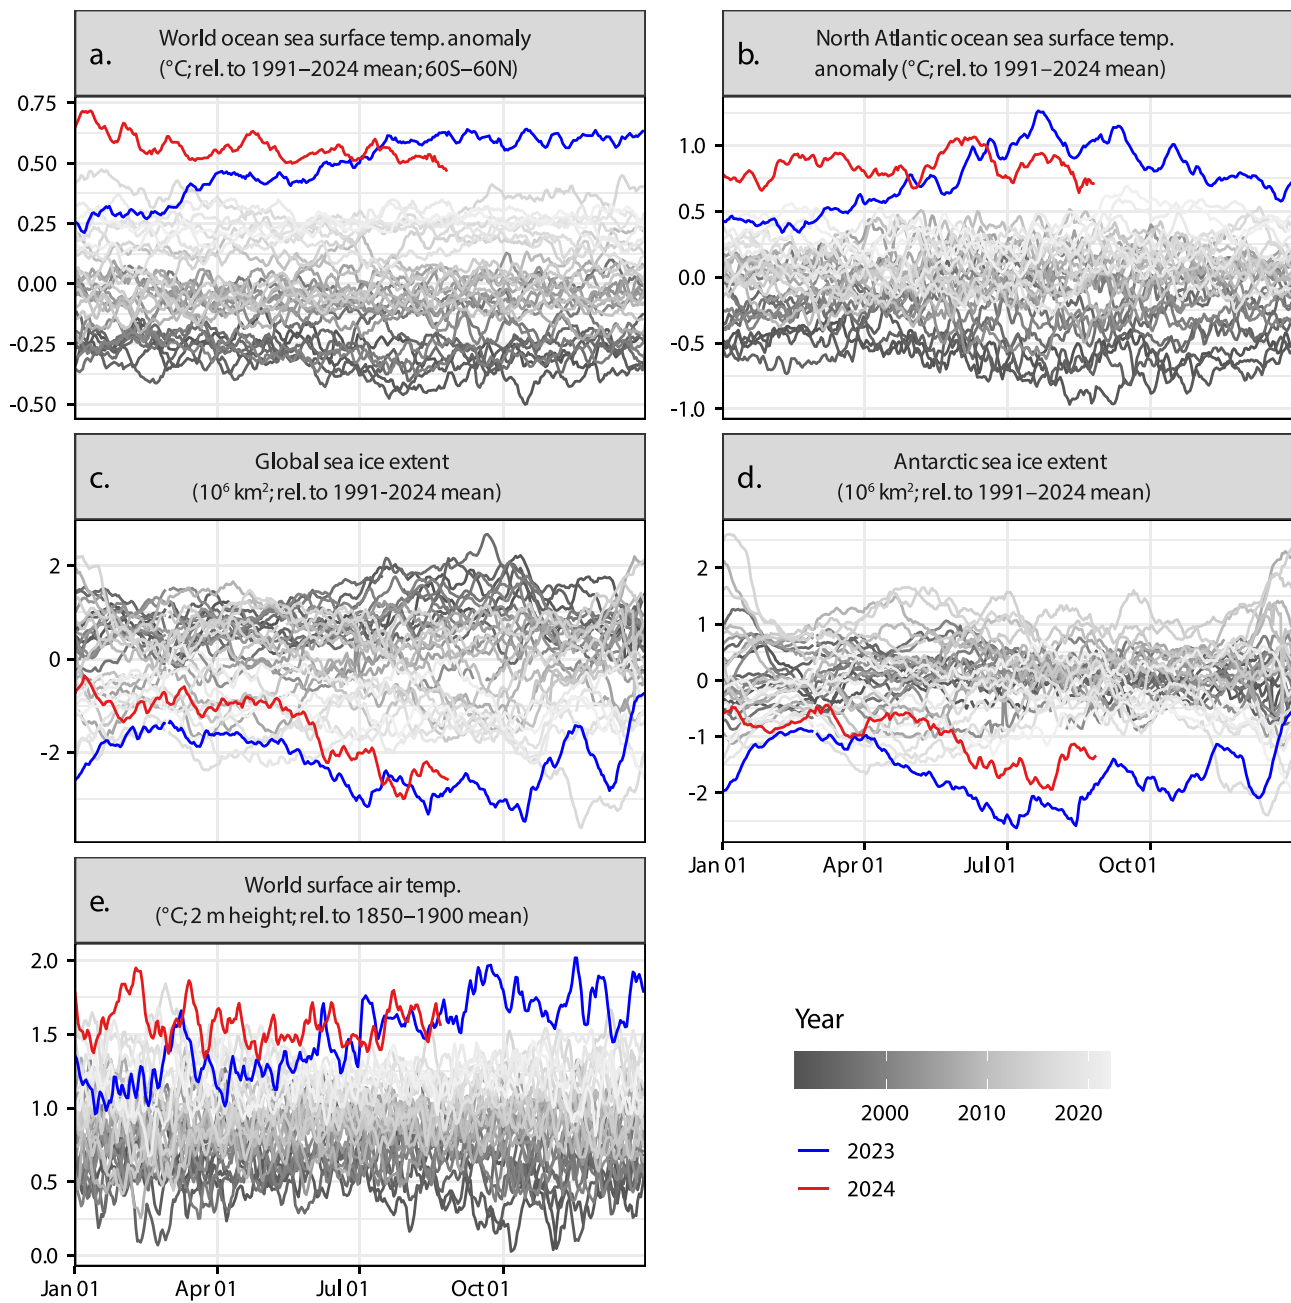 a.
World ocean sea surface temp. anomaly
(°C; rel. to 1991–2024 mean; 60S–60N)
0.75
0.50
0.25
0.00
-0.25
-0.50
b.
North Atlantic ocean sea surface temp.
anomaly (°C; rel. to 1991–2024 mean)
1.0
0.5
0.0
-0.5
-1.0
c.
Global sea ice extent
(10⁶ km²; rel. to 1991-2024 mean)
2
0
-2
d.
Antarctic sea ice extent
(10⁶ km²; rel. to 1991–2024 mean)
2
1
0
-1
-2
Jan 01 Apr 01 Jul 01 Oct 01
e.
World surface air temp.
(°C; 2 m height; rel. to 1850–1900 mean)
2.0
1.5
1.0
0.5
0.0
Jan 01 Apr 01 Jul 01 Oct 01
Year
2000 2010 2020
2023
2024